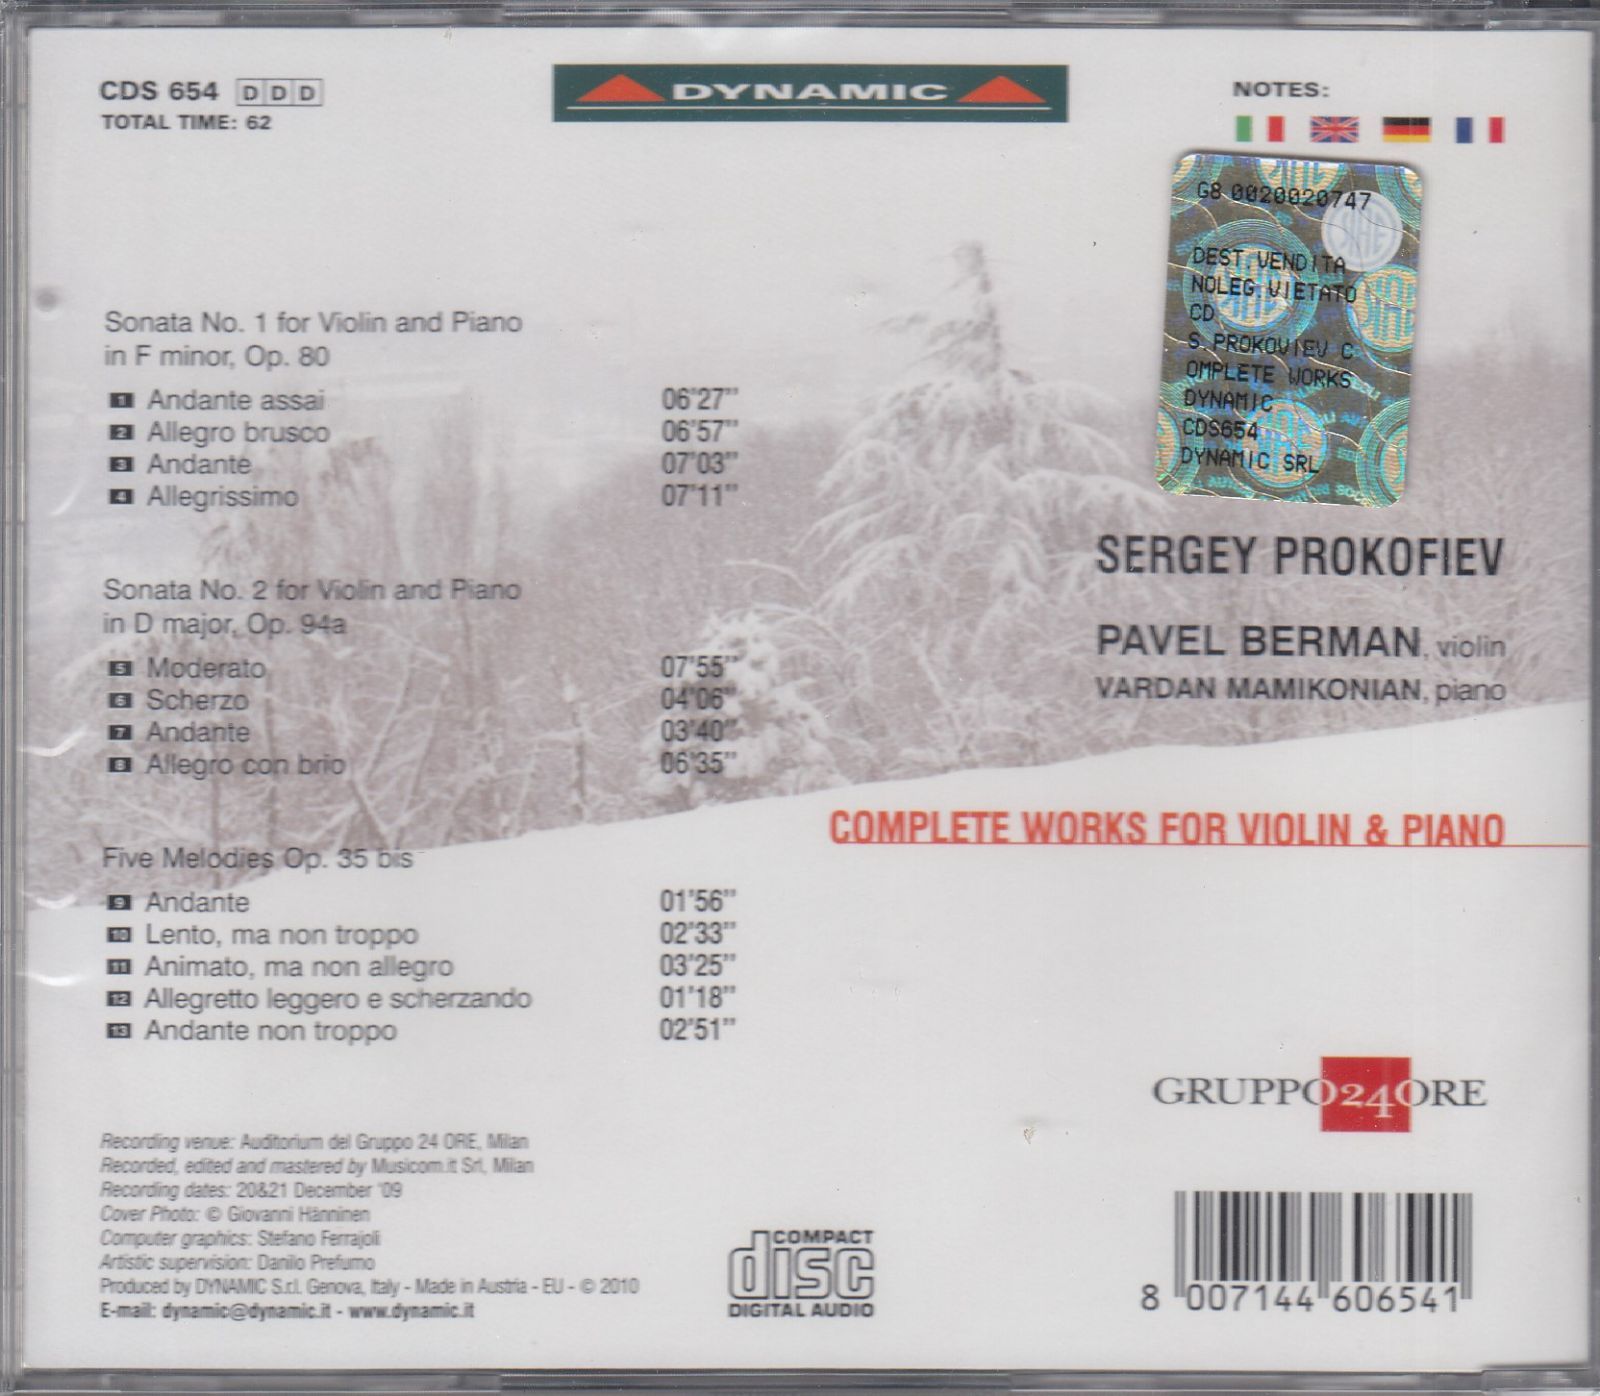 CDS 654 DDD
TOTAL TIME: 62
DYNAMIC
NOTES:
G8 0020020747
DEST.VENDITA
NOLEG.VIETATO
CD
S.PROKOVIEV C
OMPLETE WORKS
DYNAMIC
CDS654
DYNAMIC SRL
Sonata No. 1 for Violin and Piano
in F minor, Op. 80
1 Andante assai 06'27''
2 Allegro brusco 06'57''
3 Andante 07'03''
4 Allegrissimo 07'11''
Sonata No. 2 for Violin and Piano
in D major, Op. 94a
5 Moderato 07'55''
6 Scherzo 04'06''
7 Andante 03'40''
8 Allegro con brio 06'35''
Five Melodies Op. 35 bis
9 Andante 01'56''
10 Lento, ma non troppo 02'33''
11 Animato, ma non allegro 03'25''
12 Allegretto leggero e scherzando 01'18''
13 Andante non troppo 02'51''
SERGEY PROKOFIEV
PAVEL BERMAN, violin
VARDAN MAMIKONIAN, piano
COMPLETE WORKS FOR VIOLIN & PIANO
GRUPPO24ORE
Recording venue: Auditorium del Gruppo 24 ORE, Milan
Recorded, edited and mastered by Musicom.it Srl, Milan
Recording dates: 20&21 December '09
Cover Photo: © Giovanni Hänninen
Computer graphics: Stefano Ferrajoli
Artistic supervision: Danilo Prefumo
Produced by DYNAMIC S.r.l. Genova, Italy - Made in Austria - EU - © 2010
E-mail: dynamic@dynamic.it - www.dynamic.it
COMPACT
disc
DIGITAL AUDIO
8 007144 606541